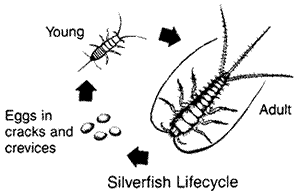 Young
Adult
Eggs in
cracks and
crevices
Silverfish Lifecycle